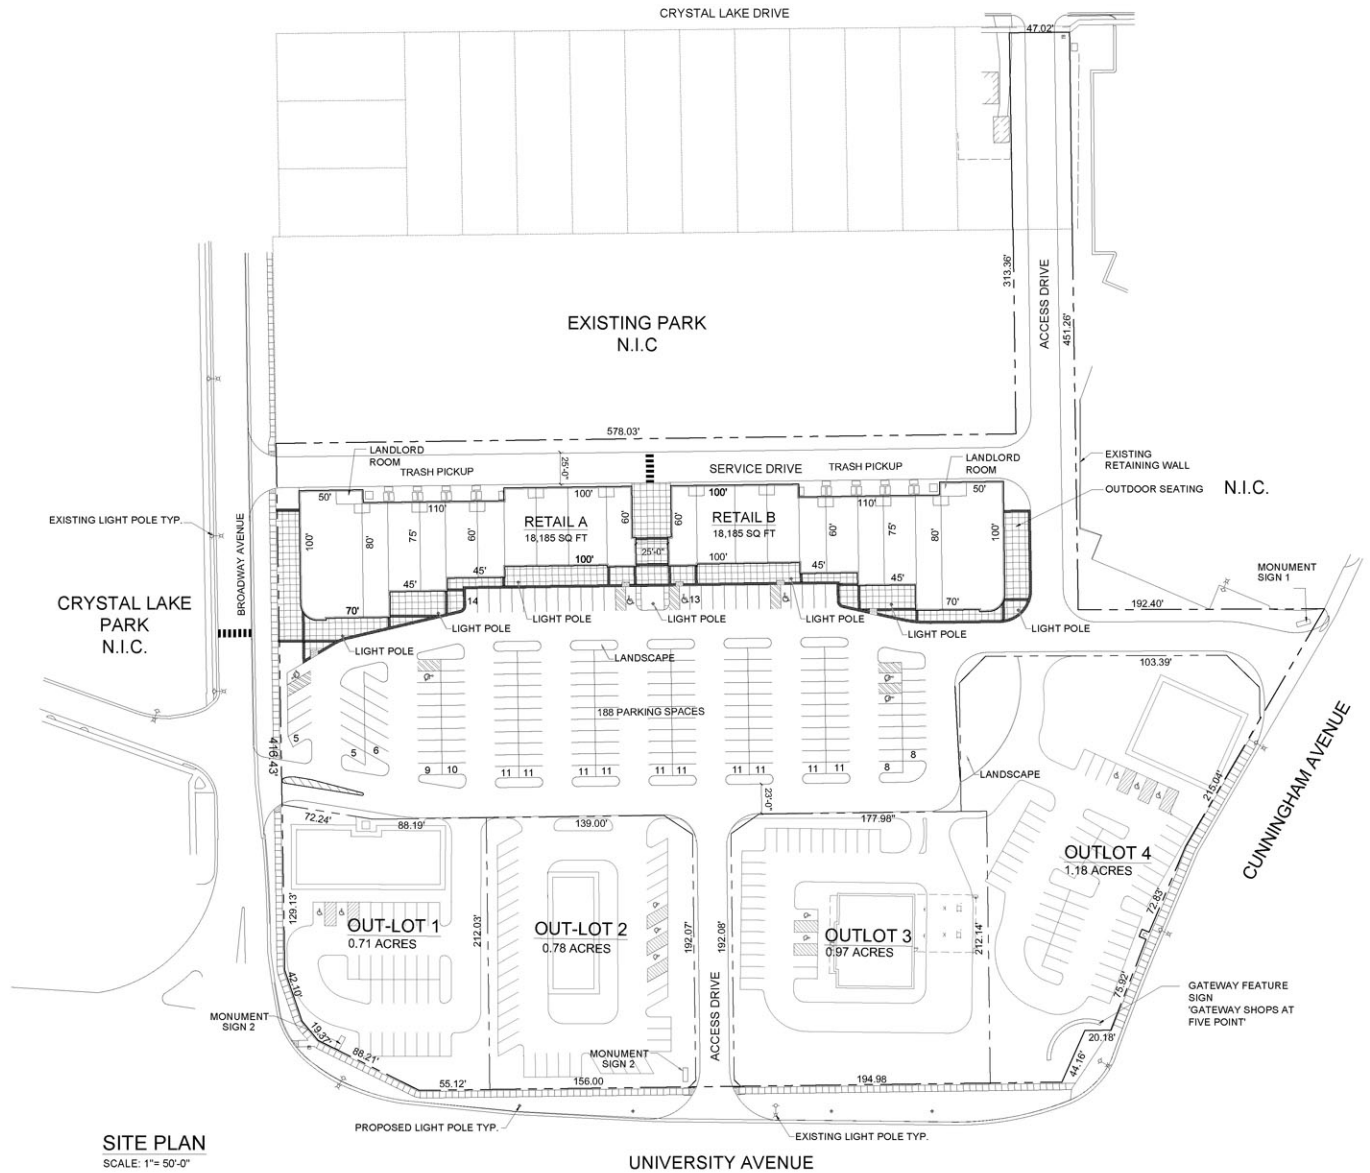 CRYSTAL LAKE DRIVE
47.02'
313.36'
ACCESS DRIVE
451.26'
EXISTING PARK
N.I.C
578.03'
LANDLORD
ROOM
TRASH PICKUP
25'-0"
SERVICE DRIVE
TRASH PICKUP
LANDLORD
ROOM
EXISTING
RETAINING WALL
OUTDOOR SEATING
N.I.C.
50'
110'
100'
100'
110'
50'
EXISTING LIGHT POLE TYP.
BROADWAY AVENUE
100'
80'
75'
60'
RETAIL A
18,185 SQ FT
60'
60'
RETAIL B
18,185 SQ FT
60'
75'
80'
100'
25'-0"
100'
100'
45'
45'
45'
45'
70'
70'
14
13
MONUMENT
SIGN 1
192.40'
CRYSTAL LAKE
PARK
N.I.C.
LIGHT POLE
LIGHT POLE
LIGHT POLE
LIGHT POLE
LIGHT POLE
LIGHT POLE
LIGHT POLE
LANDSCAPE
103.39'
188 PARKING SPACES
416.43'
5
5
6
9
10
11
11
11
11
11
11
11
11
11
11
8
8
LANDSCAPE
23'-0"
215.04'
CUNNINGHAM AVENUE
72.24'
88.19'
139.00'
177.98"
OUTLOT 4
1.18 ACRES
72.83'
129.13'
OUT-LOT 1
0.71 ACRES
212.03'
OUT-LOT 2
0.78 ACRES
192.07'
192.08'
OUTLOT 3
0.97 ACRES
212.14'
42.10'
75.92'
GATEWAY FEATURE
SIGN
'GATEWAY SHOPS AT
FIVE POINT'
MONUMENT
SIGN 2
19.37'
88.21'
ACCESS DRIVE
20.18'
44.16'
MONUMENT
SIGN 2
55.12'
156.00
194.98
PROPOSED LIGHT POLE TYP.
EXISTING LIGHT POLE TYP.
SITE PLAN
SCALE: 1"= 50'-0"
UNIVERSITY AVENUE